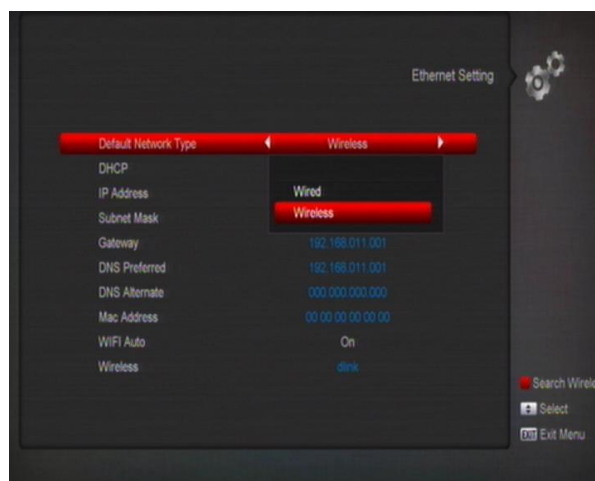 Ethernet Setting
Default Network Type Wireless
DHCP
IP Address Wired
Subnet Mask Wireless
Gateway 192.168.011.001
DNS Preferred 192.168.011.001
DNS Alternate 000.000.000.000
Mac Address 00 00 00 00 00 00
WIFI Auto On
Wireless dlink
Search Wirele
Select
EXIT Exit Menu